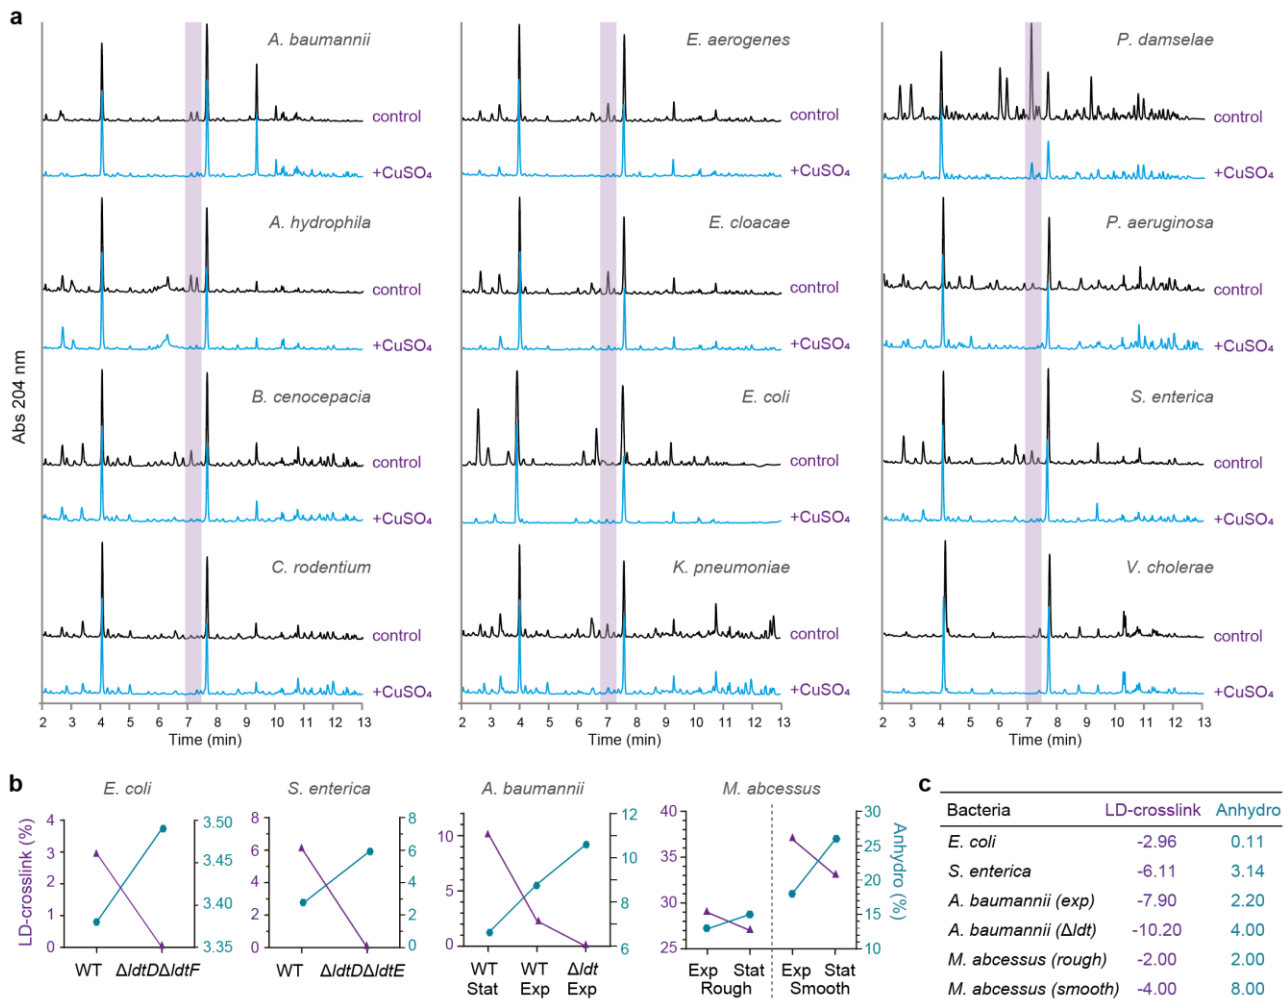 a
Abs 204 nm
A. baumannii
control
+CuSO₄
A. hydrophila
control
+CuSO₄
B. cenocepacia
control
+CuSO₄
C. rodentium
control
+CuSO₄
2 3 4 5 6 7 8 9 10 11 12 13
Time (min)
E. aerogenes
control
+CuSO₄
E. cloacae
control
+CuSO₄
E. coli
control
+CuSO₄
K. pneumoniae
control
+CuSO₄
2 3 4 5 6 7 8 9 10 11 12 13
Time (min)
P. damselae
control
+CuSO₄
P. aeruginosa
control
+CuSO₄
S. enterica
control
+CuSO₄
V. cholerae
control
+CuSO₄
2 3 4 5 6 7 8 9 10 11 12 13
Time (min)
b
LD-crosslink (%)
E. coli
4
3
2
1
0
3.50
3.45
3.40
3.35
WT ΔldtDΔldtF
S. enterica
8
6
4
2
0
8
6
4
2
0
WT ΔldtDΔldtE
A. baumannii
10
5
0
12
10
8
6
WT WT Δldt
Stat Exp Exp
M. abcessus
40
35
30
25
30
25
20
15
10
Exp Stat Exp Stat
Rough Smooth
Anhydro (%)
c
Bacteria LD-crosslink Anhydro
E. coli -2.96 0.11
S. enterica -6.11 3.14
A. baumannii (exp) -7.90 2.20
A. baumannii (Δldt) -10.20 4.00
M. abcessus (rough) -2.00 2.00
M. abcessus (smooth) -4.00 8.00